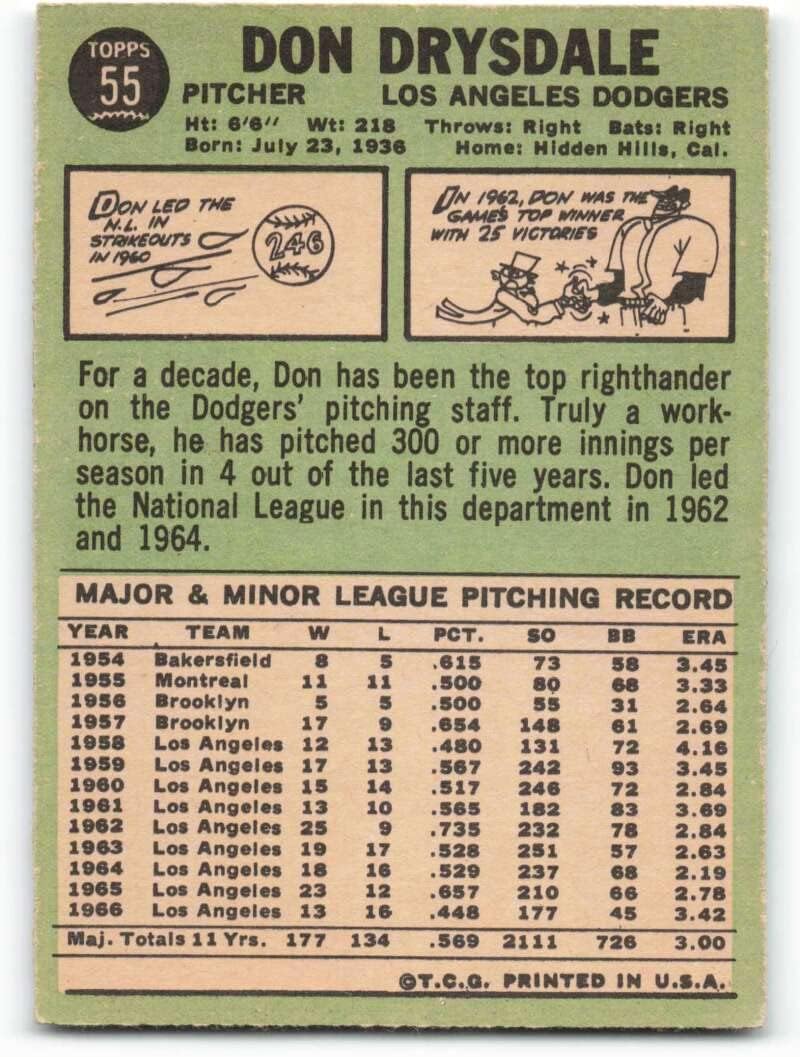 TOPPS
55
DON DRYSDALE
PITCHER LOS ANGELES DODGERS
Ht: 6'6" Wt: 218 Throws: Right Bats: Right
Born: July 23, 1936 Home: Hidden Hills, Cal.
DON LED THE
N.L. IN
STRIKEOUTS
IN 1960
246
IN 1962, DON WAS THE
GAME'S TOP WINNER
WITH 25 VICTORIES
For a decade, Don has been the top righthander
on the Dodgers' pitching staff. Truly a work-
horse, he has pitched 300 or more innings per
season in 4 out of the last five years. Don led
the National League in this department in 1962
and 1964.
MAJOR & MINOR LEAGUE PITCHING RECORD
YEAR TEAM W L PCT. SO BB ERA
1954 Bakersfield 8 5 .615 73 58 3.45
1955 Montreal 11 11 .500 80 68 3.33
1956 Brooklyn 5 5 .500 55 31 2.64
1957 Brooklyn 17 9 .654 148 61 2.69
1958 Los Angeles 12 13 .480 131 72 4.16
1959 Los Angeles 17 13 .567 242 93 3.45
1960 Los Angeles 15 14 .517 246 72 2.84
1961 Los Angeles 13 10 .565 182 83 3.69
1962 Los Angeles 25 9 .735 232 78 2.84
1963 Los Angeles 19 17 .528 251 57 2.63
1964 Los Angeles 18 16 .529 237 68 2.19
1965 Los Angeles 23 12 .657 210 66 2.78
1966 Los Angeles 13 16 .448 177 45 3.42
Maj. Totals 11 Yrs. 177 134 .569 2111 726 3.00
©T.C.G. PRINTED IN U.S.A.